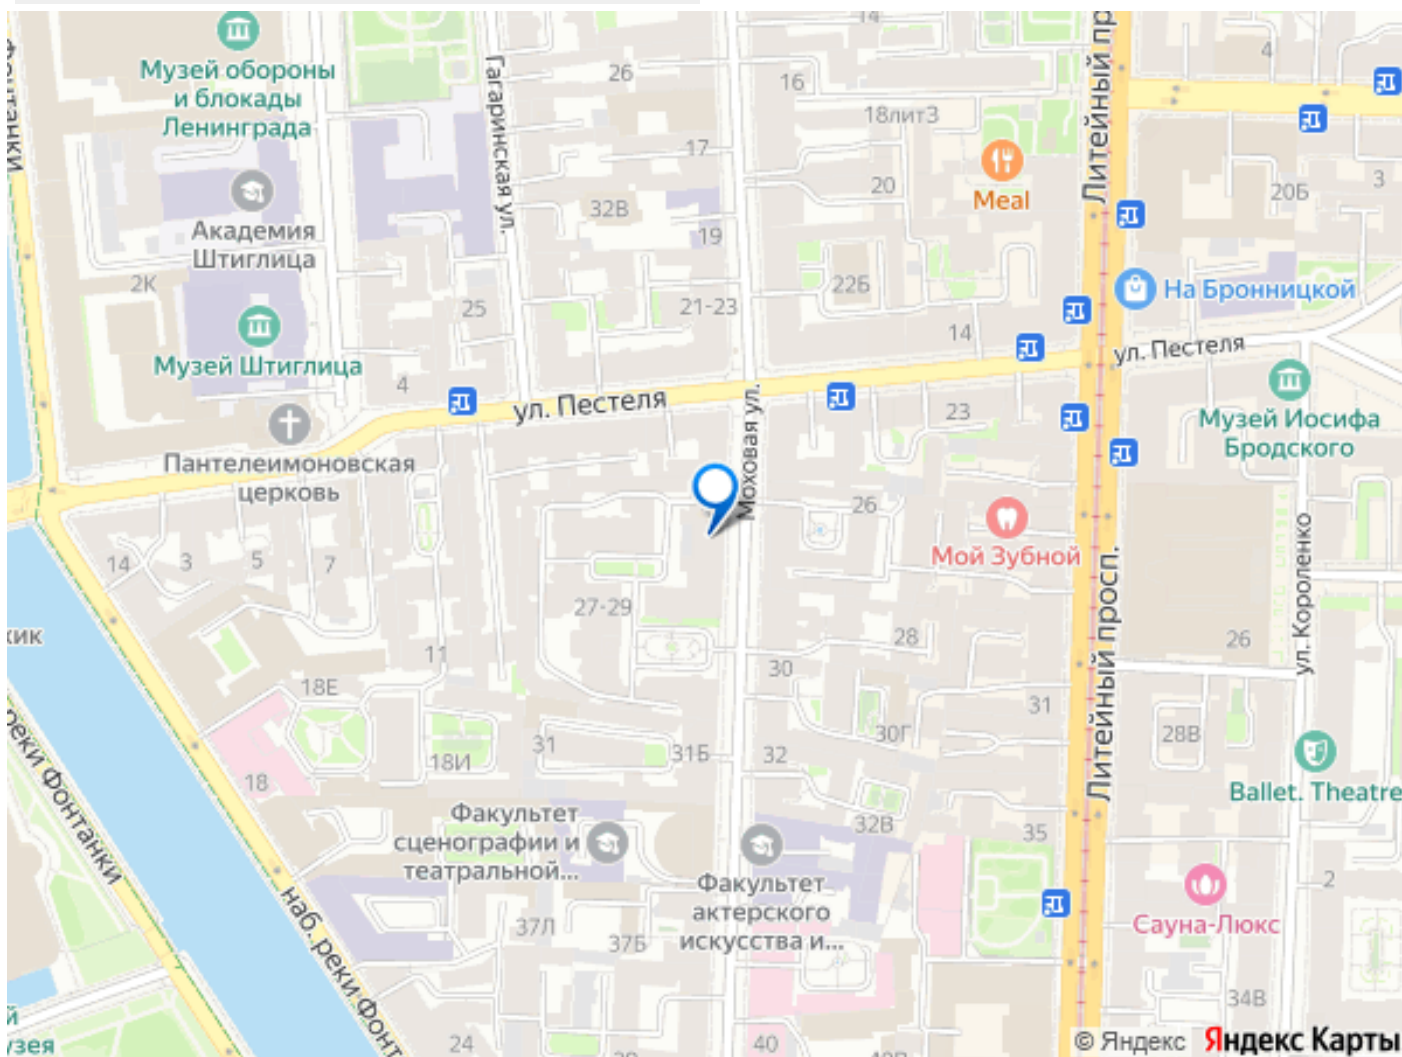 14
Литейный пр
4
Музей обороны
и блокады
Ленинграда
Фонтанки
Гагаринская ул.
26
16
18лит3
17
Meal
20
20Б
3
32В
19
Академия
Штиглица
2К
22Б
На Бронницкой
25
21-23
14
ул. Пестеля
Музей Штиглица
4
ул. Пестеля
Моховая ул.
23
Музей Иосифа
Бродского
Пантелеимоновская
церковь
26
Мой Зубной
14
3
5
7
27-29
Литейный просп.
ул. Короленко
жик
11
28
26
30
18Е
31
30Г
28В
31
31Б
32
18И
18
Ballet. Theatre
реки Фонтанки
Факультет
сценографии и
театральной...
32В
35
Факультет
актерского
искусства и...
2
Сауна-Люкс
наб. реки Фонт
37Л
37Б
34В
й
узея
24
40
© Яндекс
Яндекс Карты